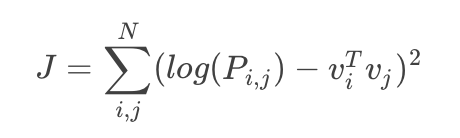 J = \sum_{i,j}^{N} (log(P_{i,j}) - v_i^T v_j)^2